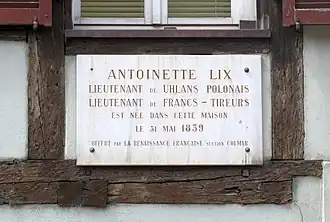 ANTOINETTE LIX
LIEUTENANT DE UHLANS POLONAIS
LIEUTENANT DE FRANCS-TIREURS
EST NÉE DANS CETTE MAISON
LE 31 MAI 1839
OFFERT PAR LA RENAISSANCE FRANÇAISE SECTION COLMAR